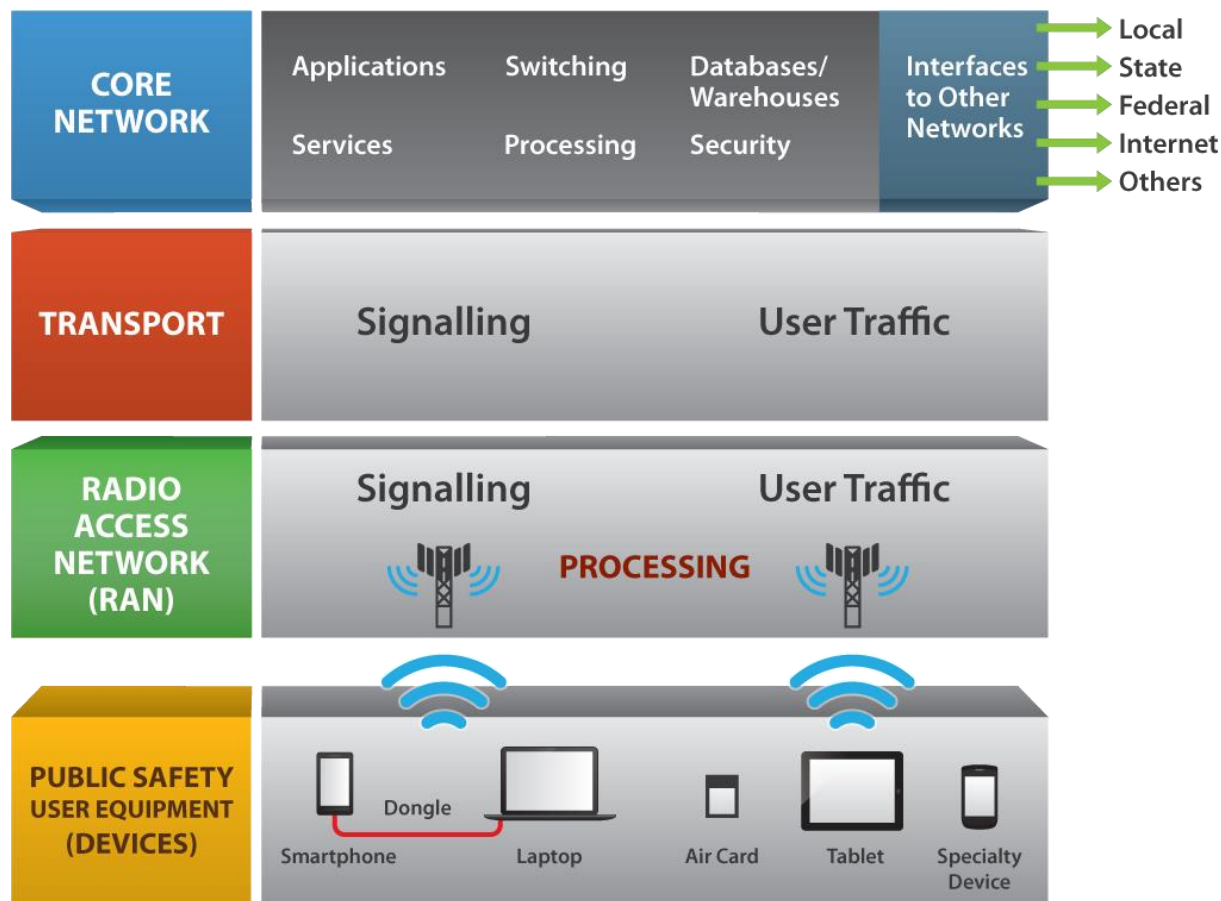 CORE
NETWORK
Applications
Switching
Databases/
Warehouses
Services
Processing
Security
Interfaces
to Other
Networks
Local
State
Federal
Internet
Others
TRANSPORT
Signalling
User Traffic
RADIO
ACCESS
NETWORK
(RAN)
Signalling
User Traffic
PROCESSING
PUBLIC SAFETY
USER EQUIPMENT
(DEVICES)
Dongle
Smartphone
Laptop
Air Card
Tablet
Specialty
Device